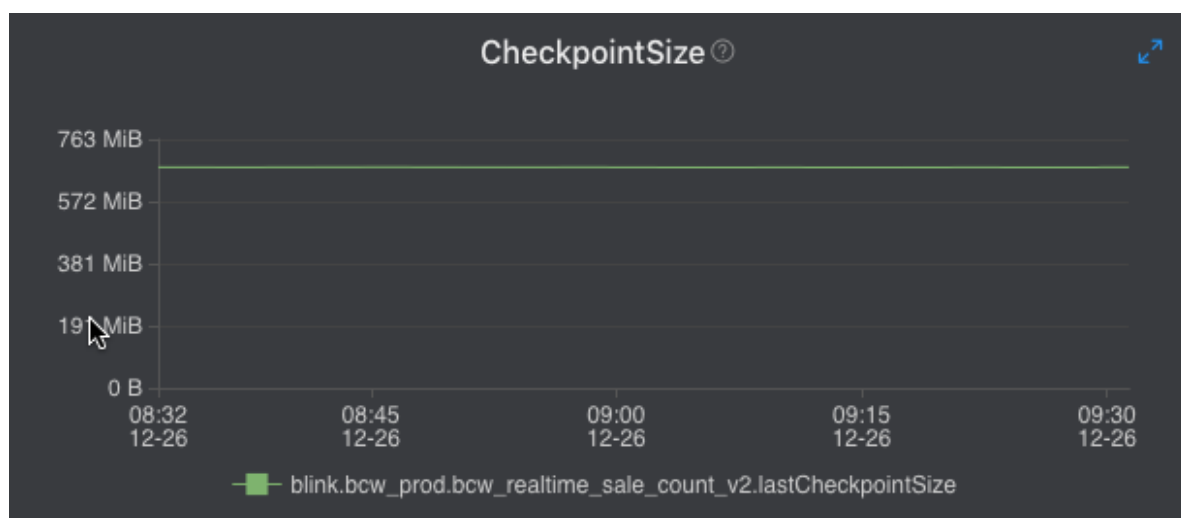 CheckpointSize ?
763 MiB
572 MiB
381 MiB
191 MiB
0 B
08:32 08:45 09:00 09:15 09:30
12-26 12-26 12-26 12-26 12-26
blink.bcw_prod.bcw_realtime_sale_count_v2.lastCheckpointSize